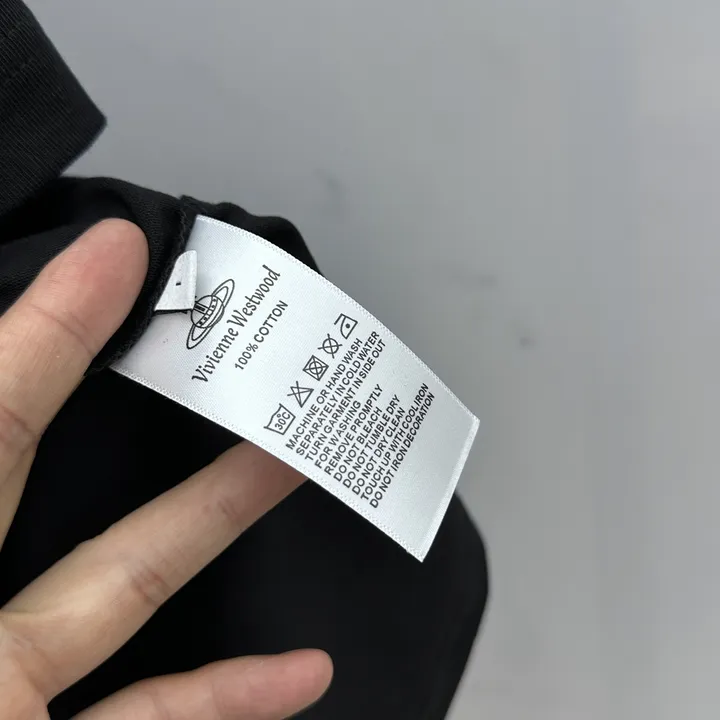 Vivienne Westwood
100% COTTON
30C
MACHINE OR HAND WASH
SEPARATELY IN COLD WATER
TURN GARMENT IN SIDE OUT
FOR WASHING
REMOVE PROMPTLY
DO NOT BLEACH
DO NOT TUMBLE DRY
DO NOT DRY CLEAN
TOUCH UP WITH COOL IRON
DO NOT IRON DECORATION